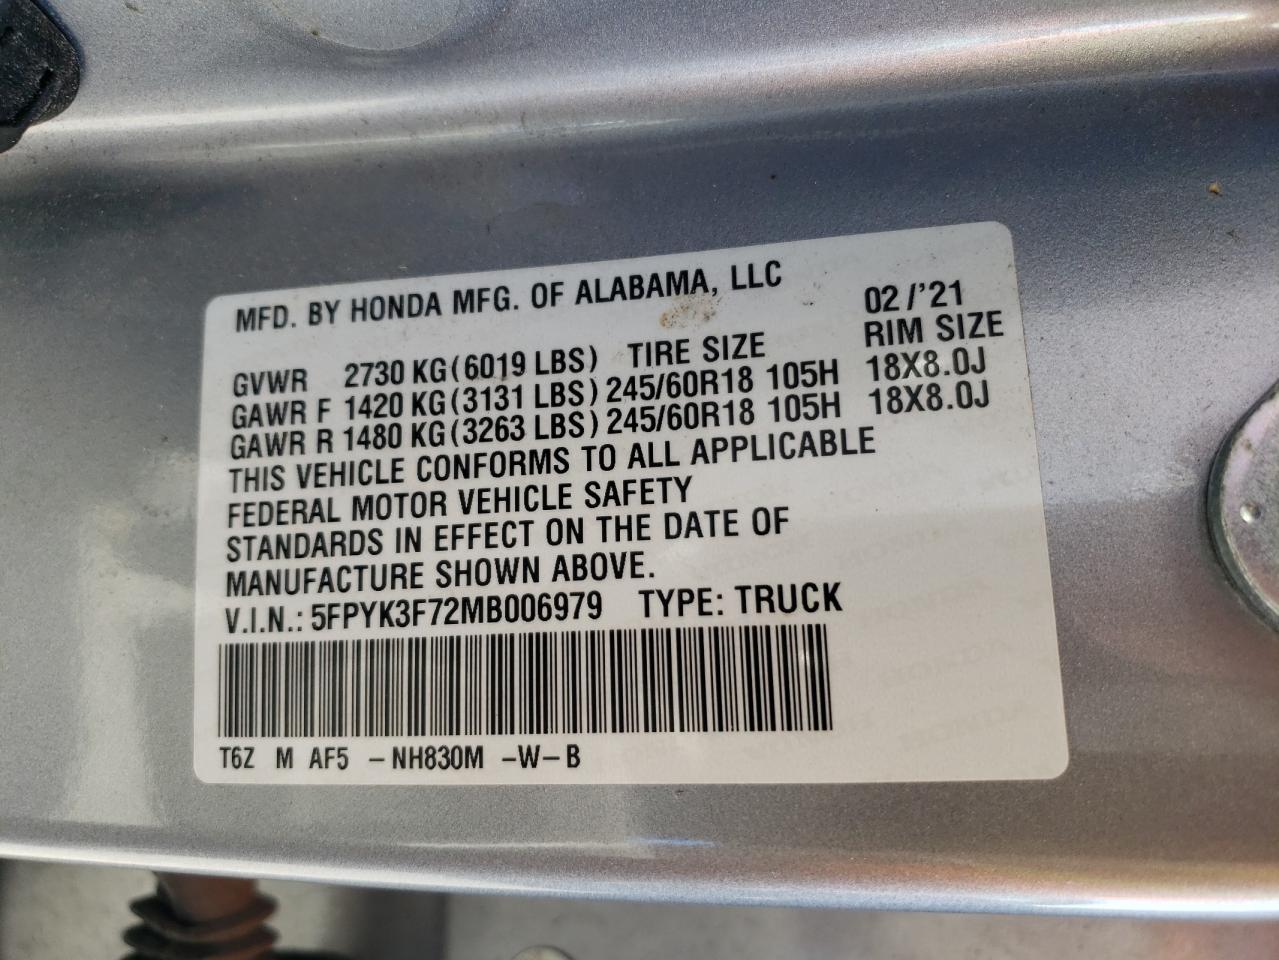 MFD. BY HONDA MFG. OF ALABAMA, LLC 02/'21
GVWR 2730 KG (6019 LBS) TIRE SIZE RIM SIZE
GAWR F 1420 KG (3131 LBS) 245/60R18 105H 18X8.0J
GAWR R 1480 KG (3263 LBS) 245/60R18 105H 18X8.0J
THIS VEHICLE CONFORMS TO ALL APPLICABLE
FEDERAL MOTOR VEHICLE SAFETY
STANDARDS IN EFFECT ON THE DATE OF
MANUFACTURE SHOWN ABOVE.
V.I.N.: 5FPYK3F72MB006979 TYPE: TRUCK
T6Z M AF5 -NH830M -W-B